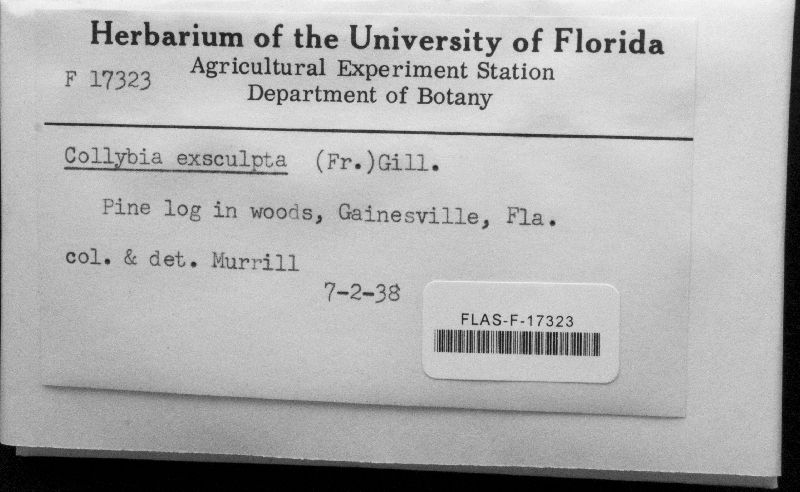 Herbarium of the University of Florida
F 17323 Agricultural Experiment Station
Department of Botany
Collybia exsculpta (Fr.)Gill.
Pine log in woods, Gainesville, Fla.
col. & det. Murrill
7-2-38
FLAS-F-17323